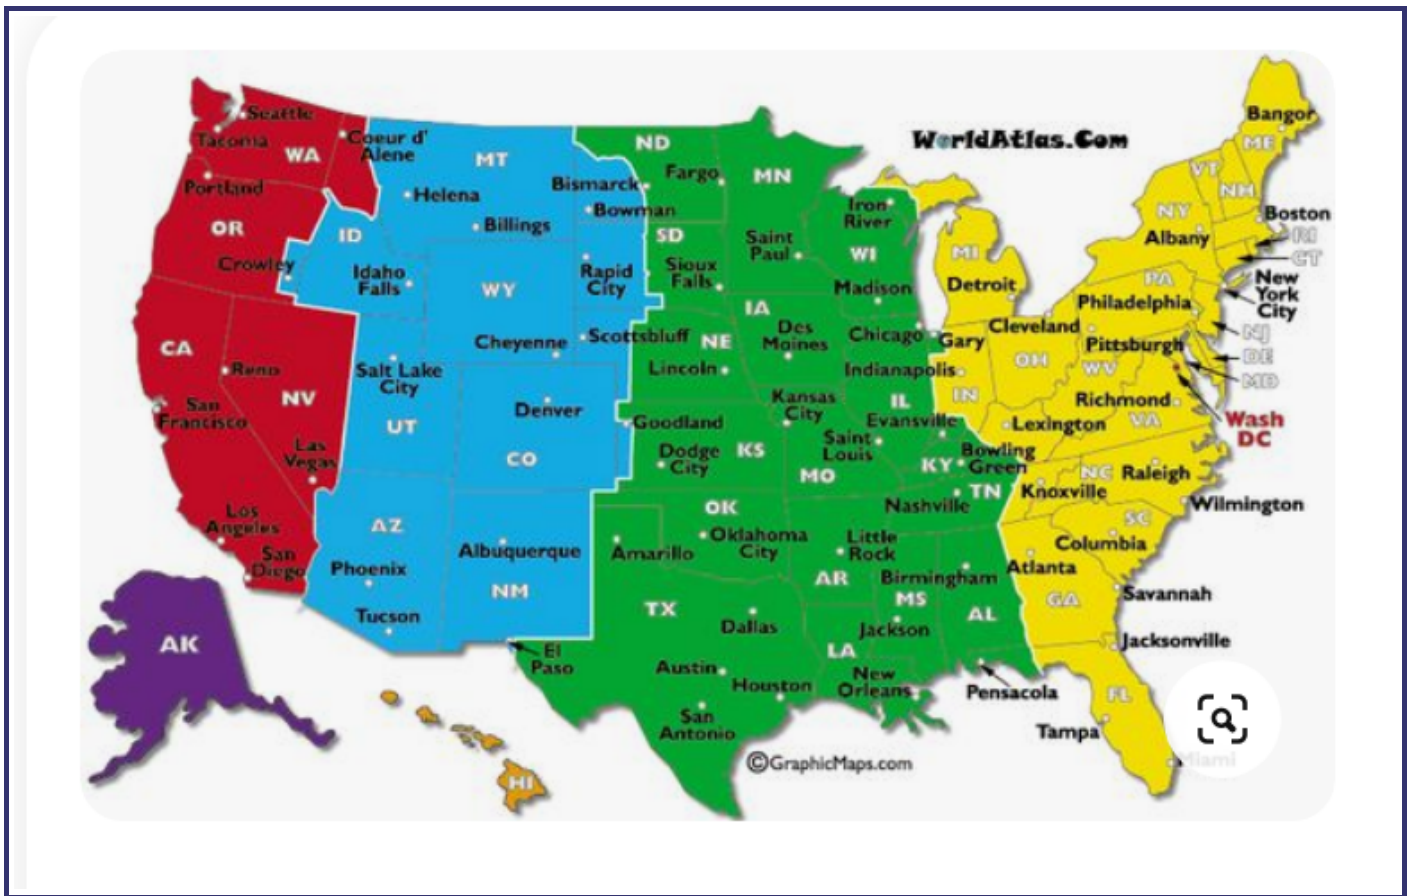 Seattle
Bangor
Tacoma
Coeur d'
Alene
WorldAtlas.Com
WA
MT
ND
ME
Portland
Helena
Bismarck
Fargo
MN
VT
NH
OR
Billings
Bowman
Iron
River
NY
Boston
ID
SD
Saint
Paul
WI
MI
Albany
RI
CT
Crowley
Idaho
Falls
WY
Rapid
City
Sioux
Falls
Madison
Detroit
PA
New
York
City
IA
Philadelphia
CA
Cheyenne
Scottsbluff
NE
Des
Moines
Chicago
Gary
Cleveland
Pittsburgh
NJ
Reno
Salt Lake
City
Lincoln
Indianapolis
OH
WV
DE
MD
NV
San
Francisco
UT
Denver
Goodland
Kansas
City
IL
IN
Richmond
VA
Wash
DC
Las
Vegas
CO
Dodge
City
KS
Saint
Louis
Evansville
Lexington
MO
KY
Bowling
Green
NC
Raleigh
TN
Knoxville
Wilmington
Los
Angeles
AZ
OK
Nashville
SC
San
Diego
Albuquerque
Amarillo
Oklahoma
City
Little
Rock
Columbia
Phoenix
NM
AR
Birmingham
Atlanta
Tucson
TX
Dallas
MS
Jackson
AL
GA
Savannah
AK
El
Paso
Austin
LA
Jacksonville
Houston
New
Orleans
Pensacola
FL
San
Antonio
Tampa
HI
©GraphicMaps.com
Miami